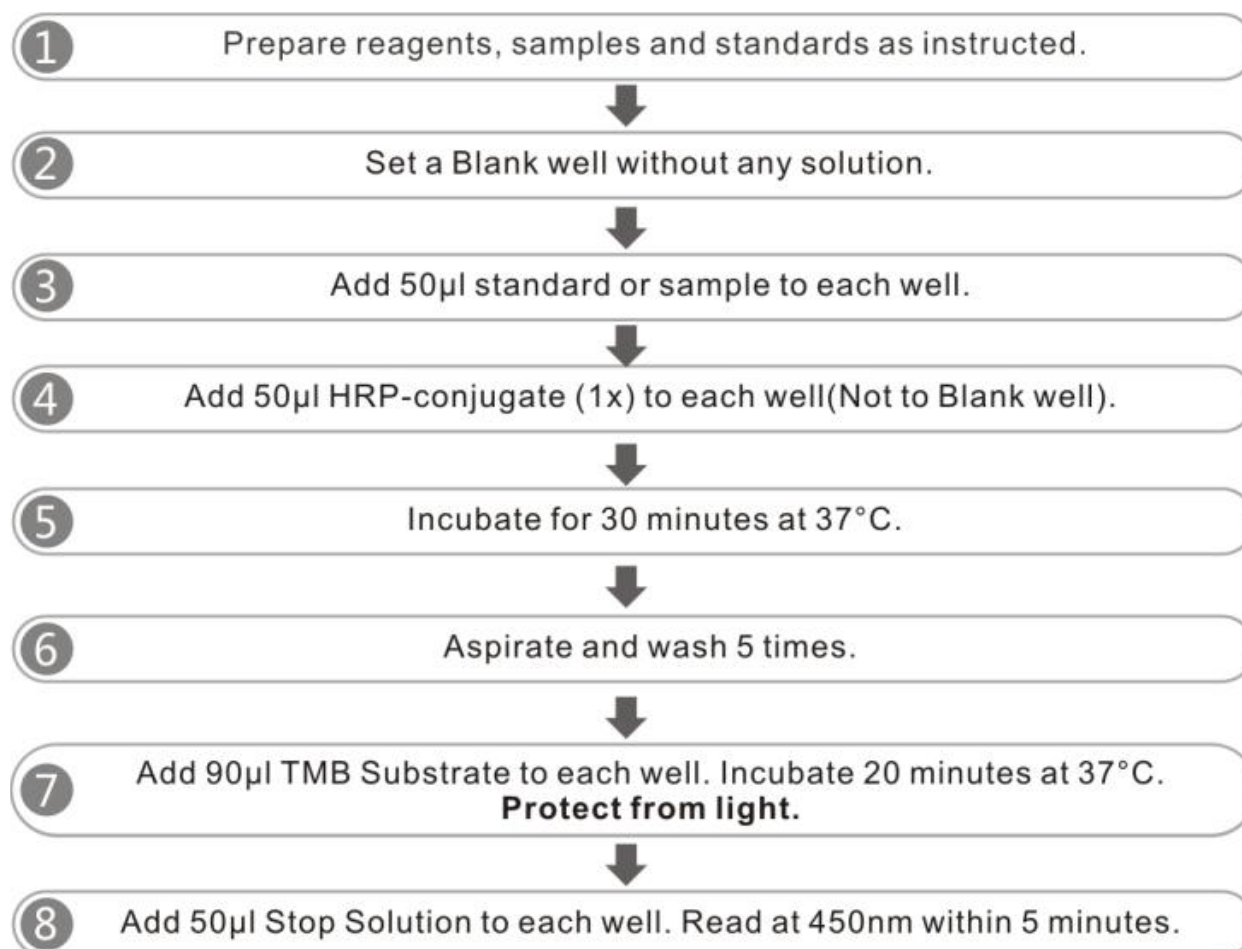 1 Prepare reagents, samples and standards as instructed.
2 Set a Blank well without any solution.
3 Add 50µl standard or sample to each well.
4 Add 50µl HRP-conjugate (1x) to each well(Not to Blank well).
5 Incubate for 30 minutes at 37°C.
6 Aspirate and wash 5 times.
7 Add 90µl TMB Substrate to each well. Incubate 20 minutes at 37°C.
Protect from light.
8 Add 50µl Stop Solution to each well. Read at 450nm within 5 minutes.